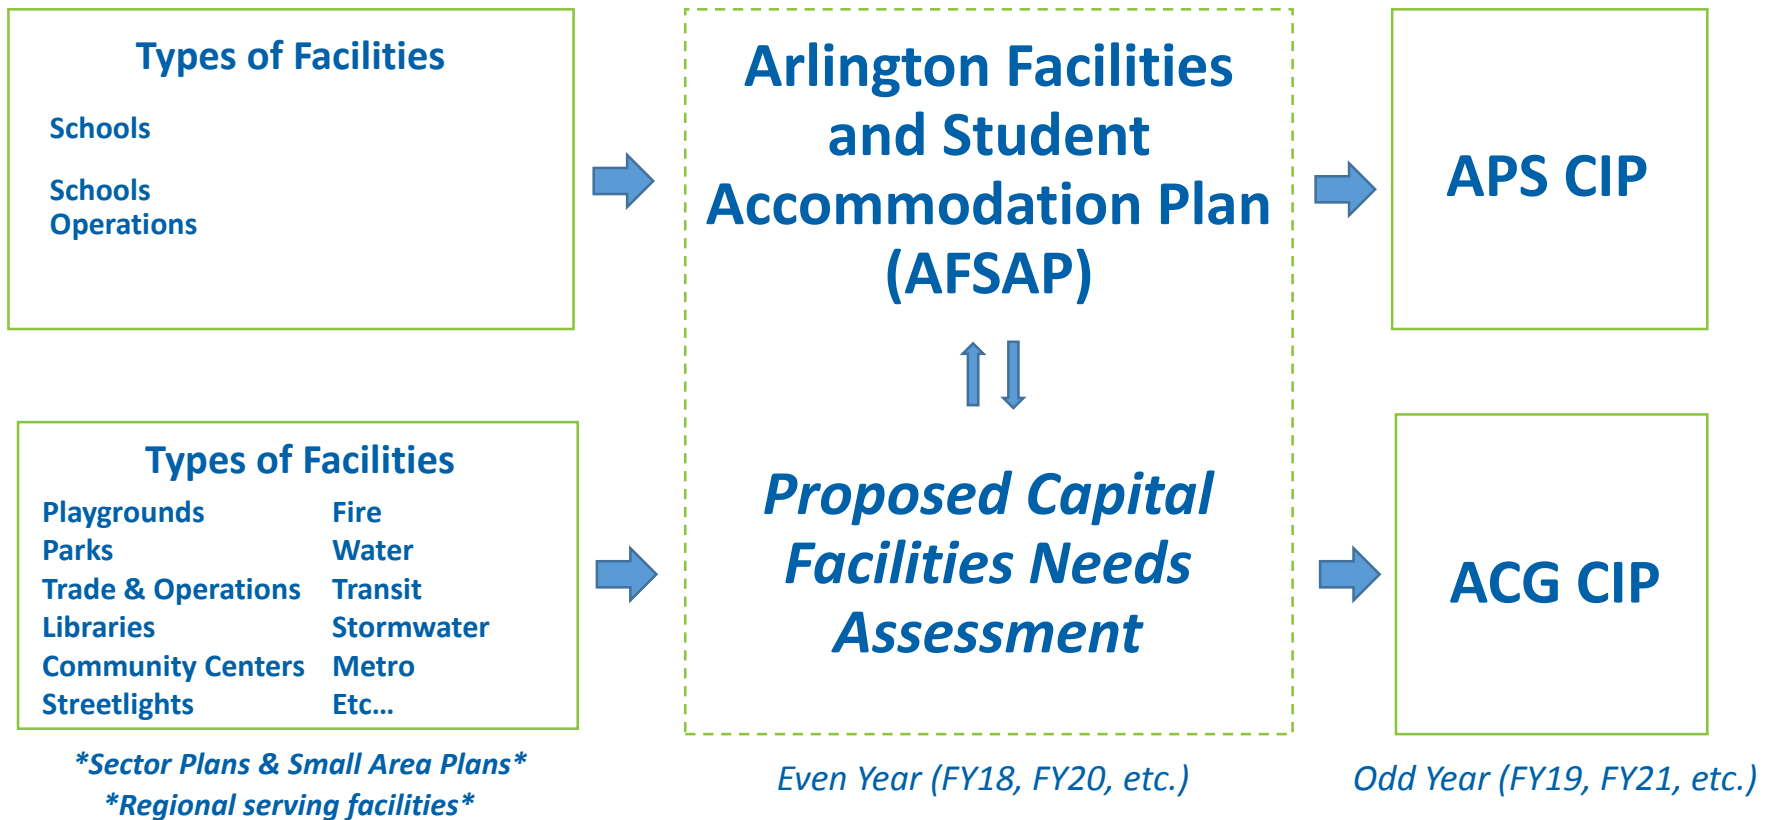 Types of Facilities
Schools
Schools
Operations
Arlington Facilities
and Student
Accommodation Plan
(AFSAP)
APS CIP
Types of Facilities
Playgrounds Fire
Parks Water
Trade & Operations Transit
Libraries Stormwater
Community Centers Metro
Streetlights Etc...
*Sector Plans & Small Area Plans*
*Regional serving facilities*
Proposed Capital
Facilities Needs
Assessment
Even Year (FY18, FY20, etc.)
ACG CIP
Odd Year (FY19, FY21, etc.)